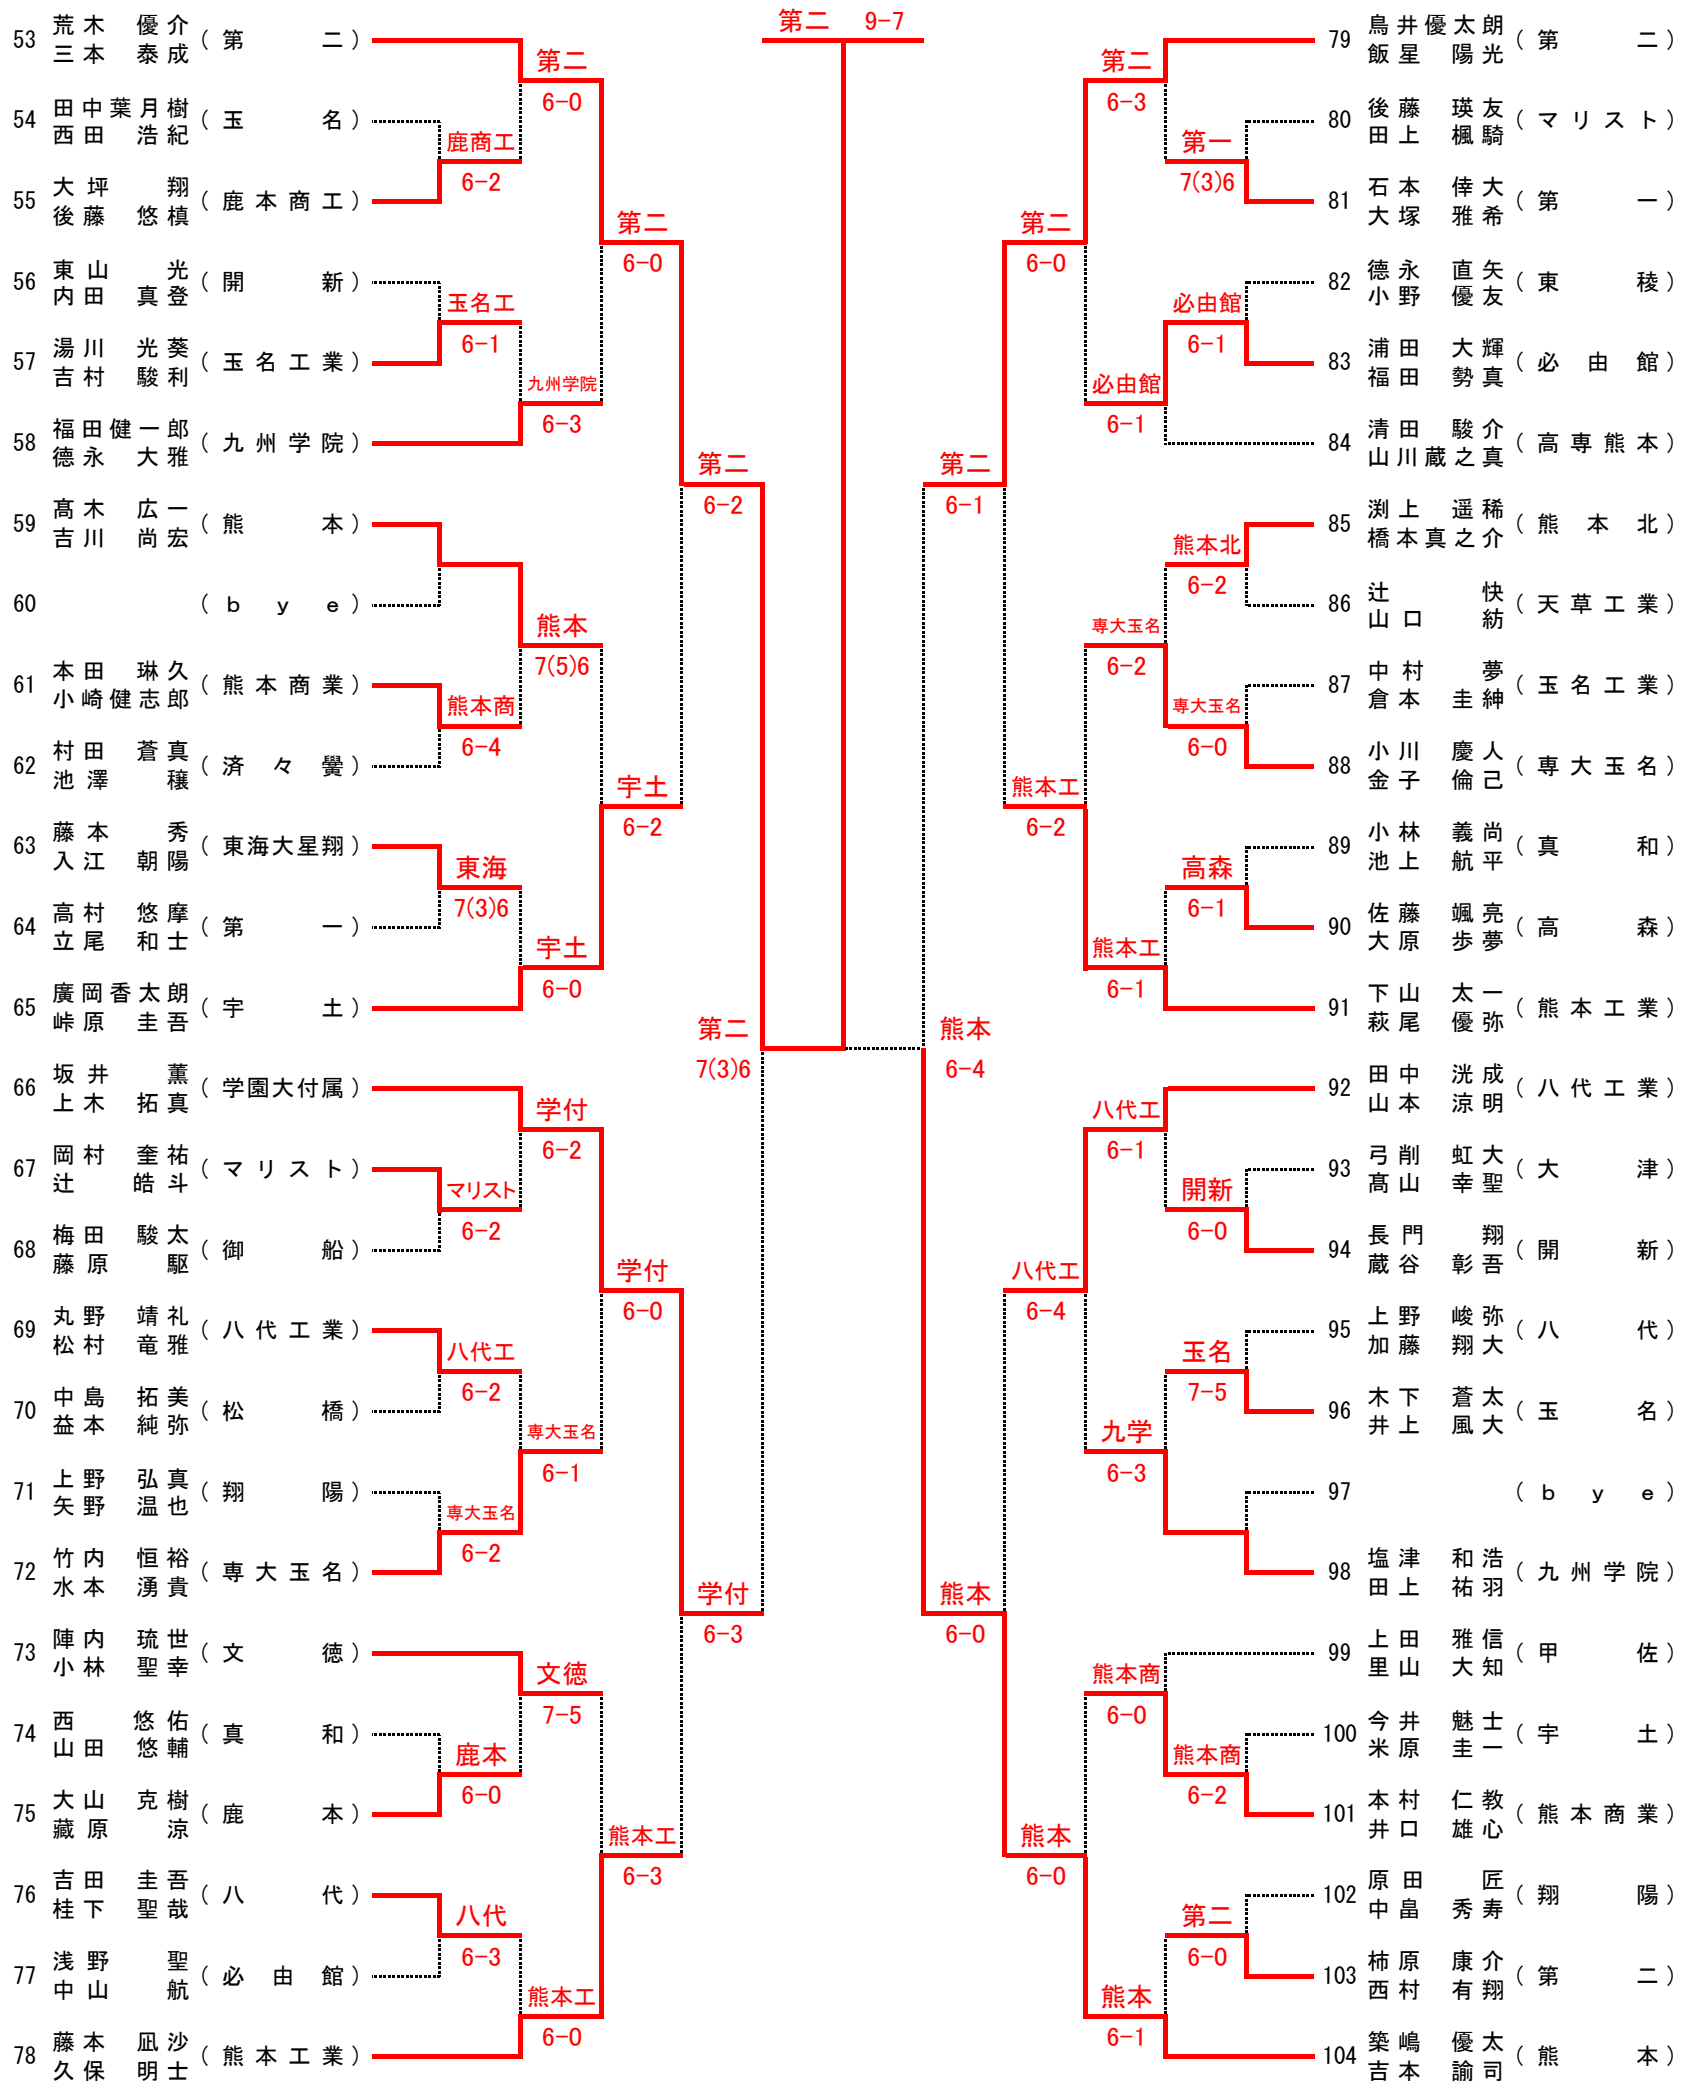 第二 9-7
53 荒木 優介 三本 泰成 (第二)
54 田中葉月樹 西田 浩紀 (玉名)
55 大坪 翔 後藤 悠槙 (鹿本商工)
56 東山 光 内田 真登 (開新)
57 湯川 光葵 吉村 駿利 (玉名工業)
58 福田健一郎 德永 大雅 (九州学院)
59 髙木 広一 吉川 尚宏 (熊本)
60 (bye)
61 本田 琳久 小崎健志郎 (熊本商業)
62 村田 蒼真 池澤 穣 (済々黌)
63 藤本 秀 入江 朝陽 (東海大星翔)
64 高村 悠摩 立尾 和士 (第一)
65 廣岡香太朗 峠原 圭吾 (宇土)
66 坂井 薫 上木 拓真 (学園大付属)
67 岡村 奎祐 辻 皓斗 (マリスト)
68 梅田 駿太 藤原 駆 (御船)
69 丸野 靖礼 松村 竜雅 (八代工業)
70 中島 拓美 益本 純弥 (松橋)
71 上野 弘真 矢野 温也 (翔陽)
72 竹内 恒裕 水本 湧貴 (専大玉名)
73 陣内 琉世 小林 聖幸 (文徳)
74 西 悠佑 山田 悠輔 (真和)
75 大山 克樹 藏原 涼 (鹿本)
76 吉田 圭吾 桂下 聖哉 (八代)
77 浅野 聖 中山 航 (必由館)
78 藤本 凪沙 久保 明士 (熊本工業)
鹿商工 6-2
玉名工 6-1
熊本商 6-4
東海 7(3)6
マリスト 6-2
八代工 6-2
専大玉名 6-2
鹿本 6-0
八代 6-3
第二 6-0
九州学院 6-3
熊本 7(5)6
宇土 6-0
学付 6-2
専大玉名 6-1
文徳 7-5
熊本工 6-0
第二 6-0
宇土 6-2
学付 6-0
熊本工 6-3
第二 6-2
学付 6-3
第二 7(3)6
熊本 6-4
第二 6-1
熊本 6-0
第二 6-0
熊本工 6-2
八代工 6-4
熊本 6-0
第二 6-3
必由館 6-1
専大玉名 6-2
熊本工 6-1
八代工 6-1
九学 6-3
熊本商 6-0
熊本 6-1
第一 7(3)6
必由館 6-1
熊本北 6-2
専大玉名 6-0
高森 6-1
開新 6-0
玉名 7-5
熊本商 6-2
第二 6-0
79 鳥井優太朗 飯星 陽光 (第二)
80 後藤 瑛友 田上 楓騎 (マリスト)
81 石本 倖大 大塚 雅希 (第一)
82 德永 直矢 小野 優友 (東稜)
83 浦田 大輝 福田 勢真 (必由館)
84 清田 駿介 山川蔵之真 (高専熊本)
85 渕上 遥稀 橋本真之介 (熊本北)
86 辻 快 山口 紡 (天草工業)
87 中村 夢 倉本 圭紳 (玉名工業)
88 小川 慶人 金子 倫己 (専大玉名)
89 小林 義尚 池上 航平 (真和)
90 佐藤 颯亮 大原 歩夢 (高森)
91 下山 太一 萩尾 優弥 (熊本工業)
92 田中 洸成 山本 涼明 (八代工業)
93 弓削 虹大 髙山 幸聖 (大津)
94 長門 翔 蔵谷 彰吾 (開新)
95 上野 峻弥 加藤 翔大 (八代)
96 木下 蒼太 井上 風大 (玉名)
97 (bye)
98 塩津 和浩 田上 祐羽 (九州学院)
99 上田 雅信 里山 大知 (甲佐)
100 今井 魅士 米原 圭一 (宇土)
101 本村 仁教 井口 雄心 (熊本商業)
102 原田 匠 中畠 秀寿 (翔陽)
103 柿原 康介 西村 有翔 (第二)
104 築嶋 優太 吉本 諭司 (熊本)